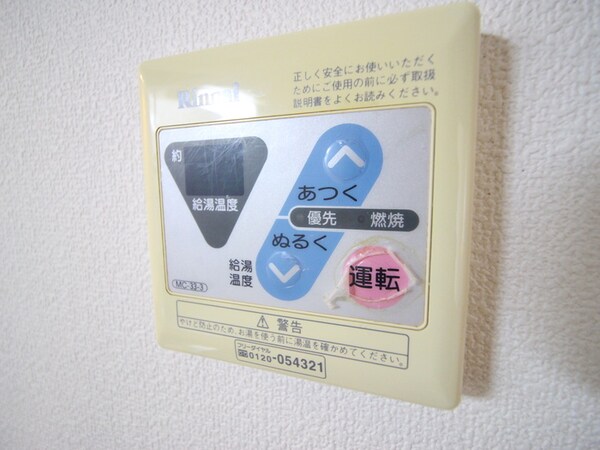 Rinnai
正しく安全にお使いいただく
ためにご使用の前に必ず取扱
説明書をよくお読みください。
約
給湯温度
あつく
優先 燃焼
ぬるく
給湯
温度
運転
MC-33-3
警告
やけど防止のため、お湯を使う前に湯温を確かめてください。
フリーダイヤル
0120-054321